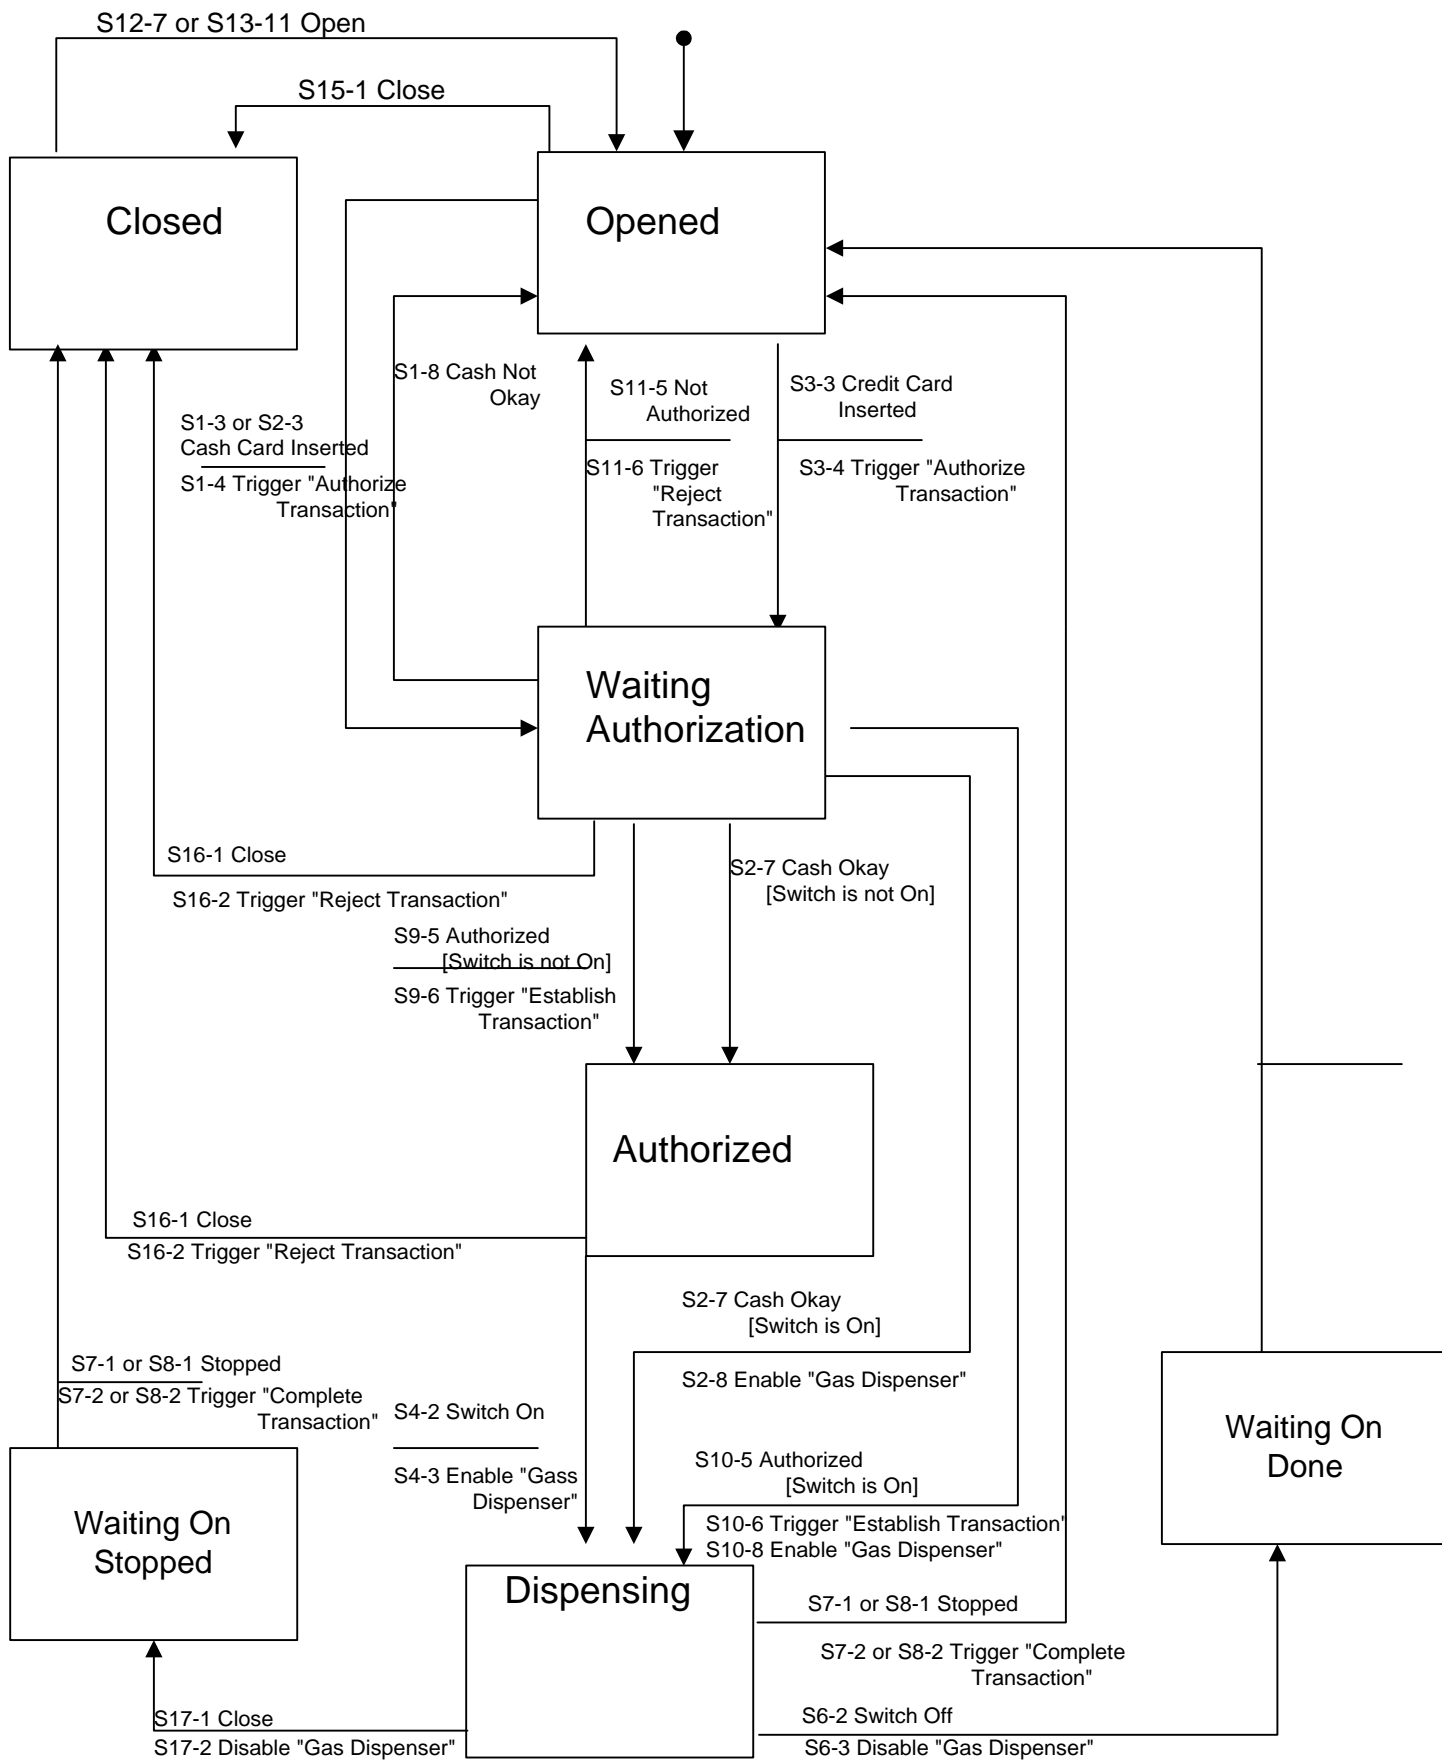 S12-7 or S13-11 Open
S15-1 Close
Closed
Opened
S1-8 Cash Not
Okay
S11-5 Not
Authorized
S3-3 Credit Card
Inserted
S1-3 or S2-3
Cash Card Inserted
S1-4 Trigger "Authorize
Transaction"
S11-6 Trigger
"Reject
Transaction"
S3-4 Trigger "Authorize
Transaction"
Waiting
Authorization
S16-1 Close
S16-2 Trigger "Reject Transaction"
S2-7 Cash Okay
[Switch is not On]
S9-5 Authorized
[Switch is not On]
S9-6 Trigger "Establish
Transaction"
Authorized
S16-1 Close
S16-2 Trigger "Reject Transaction"
S2-7 Cash Okay
[Switch is On]
S2-8 Enable "Gas Dispenser"
S7-1 or S8-1 Stopped
S7-2 or S8-2 Trigger "Complete
Transaction"
S4-2 Switch On
S4-3 Enable "Gass
Dispenser"
S10-5 Authorized
[Switch is On]
S10-6 Trigger "Establish Transaction"
S10-8 Enable "Gas Dispenser"
Waiting On
Done
Waiting On
Stopped
Dispensing
S7-1 or S8-1 Stopped
S7-2 or S8-2 Trigger "Complete
Transaction"
S17-1 Close
S17-2 Disable "Gas Dispenser"
S6-2 Switch Off
S6-3 Disable "Gas Dispenser"